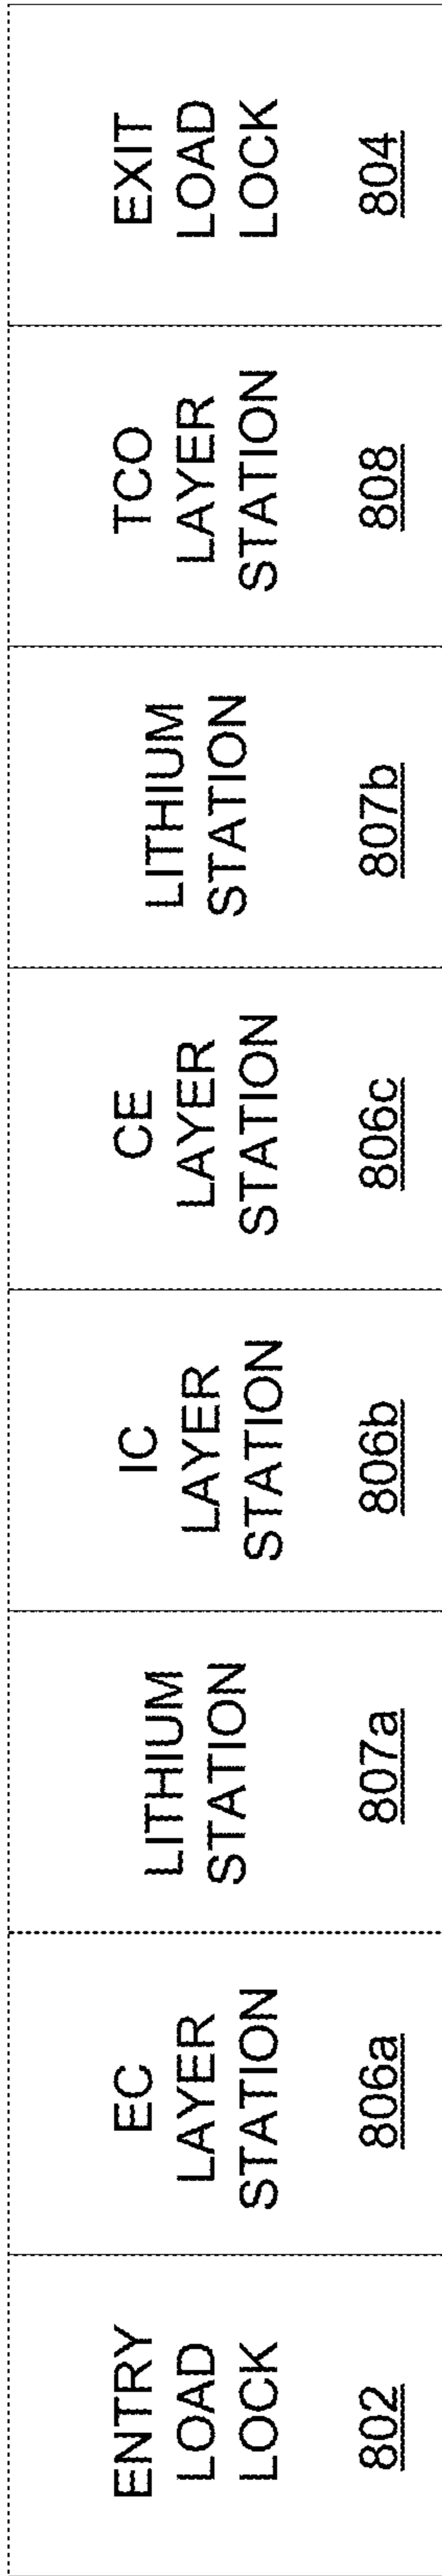 ENTRY
LOAD
LOCK
802
EC
LAYER
STATION
806a
LITHIUM
STATION
807a
IC
LAYER
STATION
806b
CE
LAYER
STATION
806c
LITHIUM
STATION
807b
TCO
LAYER
STATION
808
EXIT
LOAD
LOCK
804